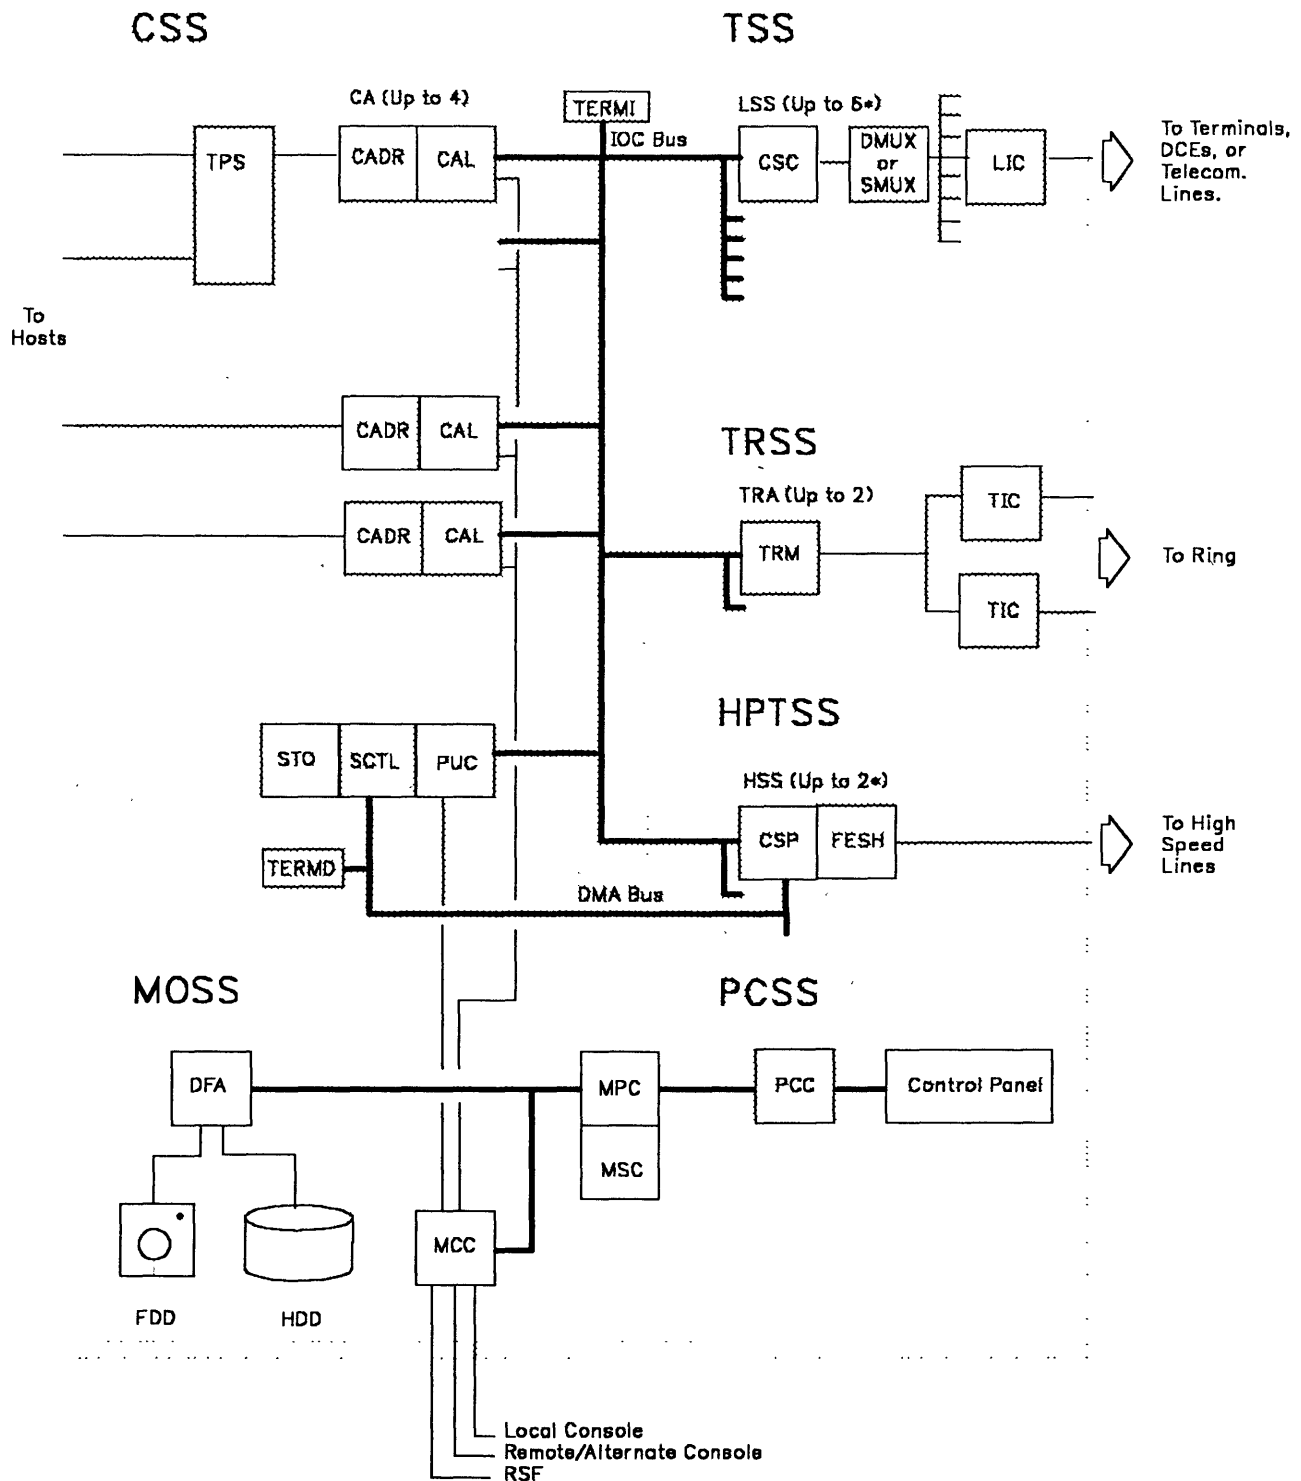 CSS
TSS
CA (Up to 4)
TERMI
LSS (Up to 6*)
IOC Bus
TPS
CADR
CAL
CSC
DMUX
or
SMUX
LIC
To Terminals,
DCEs, or
Telecom.
Lines.
To
Hosts
CADR
CAL
TRSS
TRA (Up to 2)
TIC
CADR
CAL
TRM
To Ring
TIC
HPTSS
STO
SCTL
PUC
HSS (Up to 2*)
CSP
FESH
To High
Speed
Lines
TERMD
DMA Bus
MOSS
PCSS
DFA
MPC
PCC
Control Panel
MSC
MCC
FDD
HDD
Local Console
Remote/Alternate Console
RSF